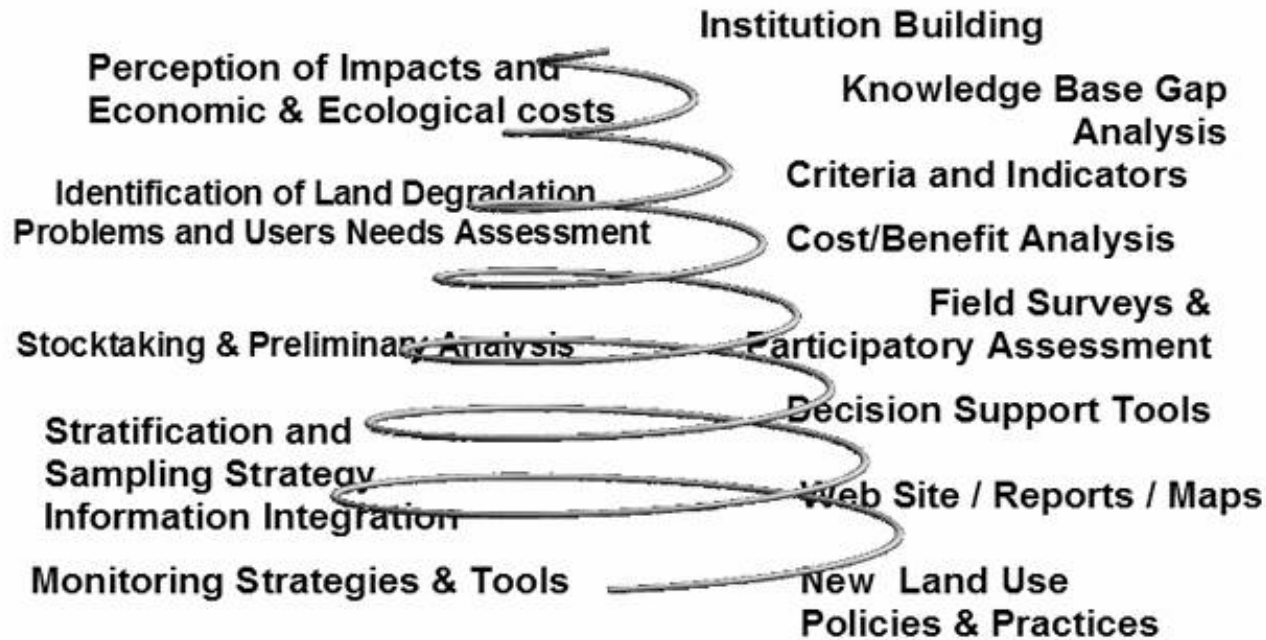 Institution Building
Perception of Impacts and
Economic & Ecological costs
Knowledge Base Gap
Analysis
Criteria and Indicators
Identification of Land Degradation
Problems and Users Needs Assessment
Cost/Benefit Analysis
Field Surveys &
Participatory Assessment
Stocktaking & Preliminary Analysis
Decision Support Tools
Stratification and
Sampling Strategy
Information Integration
Web Site / Reports / Maps
Monitoring Strategies & Tools
New Land Use
Policies & Practices